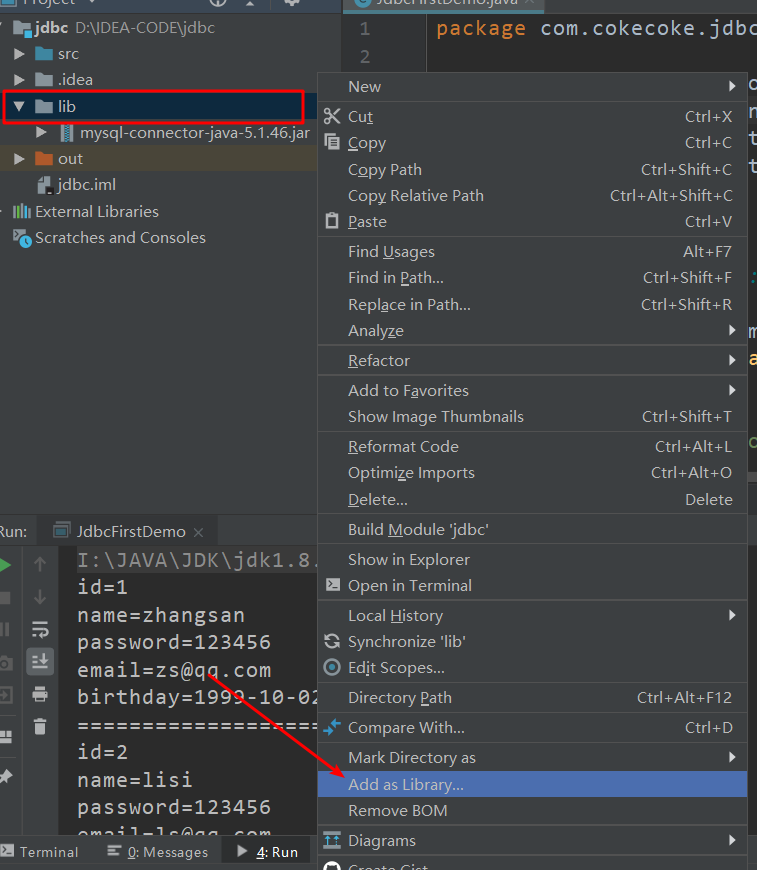 Project
jdbc D:\IDEA-CODE\jdbc
src
.idea
lib
mysql-connector-java-5.1.46.jar
out
jdbc.iml
External Libraries
Scratches and Consoles
JdbcFirstDemo.java
1 package com.cokecoke.jdbc
2
New
Cut Ctrl+X
Copy Ctrl+C
Copy Path Ctrl+Shift+C
Copy Relative Path Ctrl+Alt+Shift+C
Paste Ctrl+V
Find Usages Alt+F7
Find in Path... Ctrl+Shift+F
Replace in Path... Ctrl+Shift+R
Analyze
Refactor
Add to Favorites
Show Image Thumbnails Ctrl+Shift+T
Reformat Code Ctrl+Alt+L
Optimize Imports Ctrl+Alt+O
Delete... Delete
Build Module 'jdbc'
Show in Explorer
Open in Terminal
Local History
Synchronize 'lib'
Edit Scopes...
Directory Path Ctrl+Alt+F12
Compare With... Ctrl+D
Mark Directory as
Add as Library...
Remove BOM
Diagrams
Create Gist
Run: JdbcFirstDemo
I:\JAVA\JDK\jdk1.8.
id=1
name=zhangsan
password=123456
email=zs@qq.com
birthday=1999-10-02
====================
id=2
name=lisi
password=123456
email=ls@qq.com
Terminal 0: Messages 4: Run